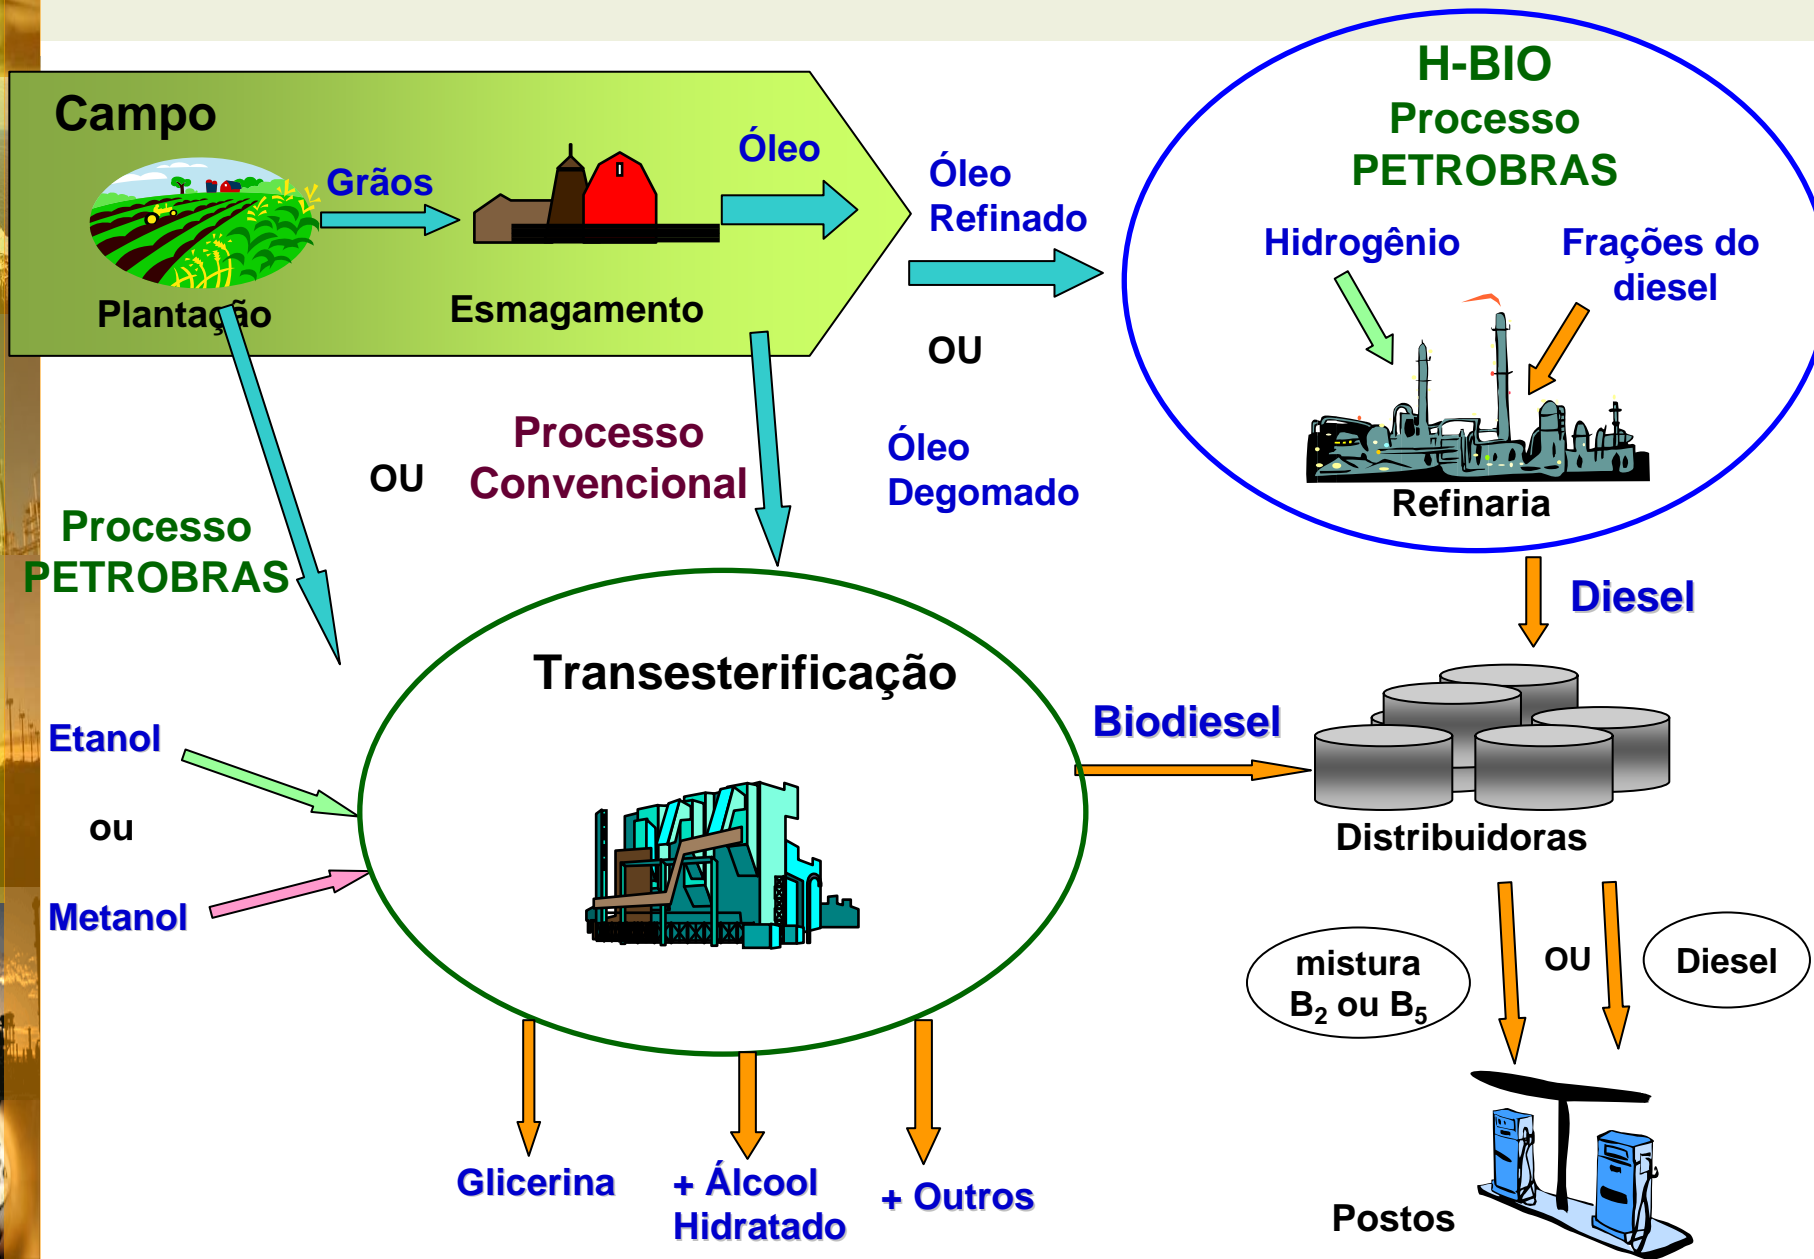 Campo
Grãos
Óleo
Plantação
Esmagamento
Óleo
Refinado
OU
Óleo
Degomado
H-BIO
Processo
PETROBRAS
Hidrogênio
Frações do
diesel
Refinaria
Processo
Convencional
OU
Processo
PETROBRAS
Diesel
Transesterificação
Etanol
ou
Metanol
Biodiesel
Distribuidoras
mistura
B₂ ou B₅
OU
Diesel
Glicerina
+ Álcool
Hidratado
+ Outros
Postos